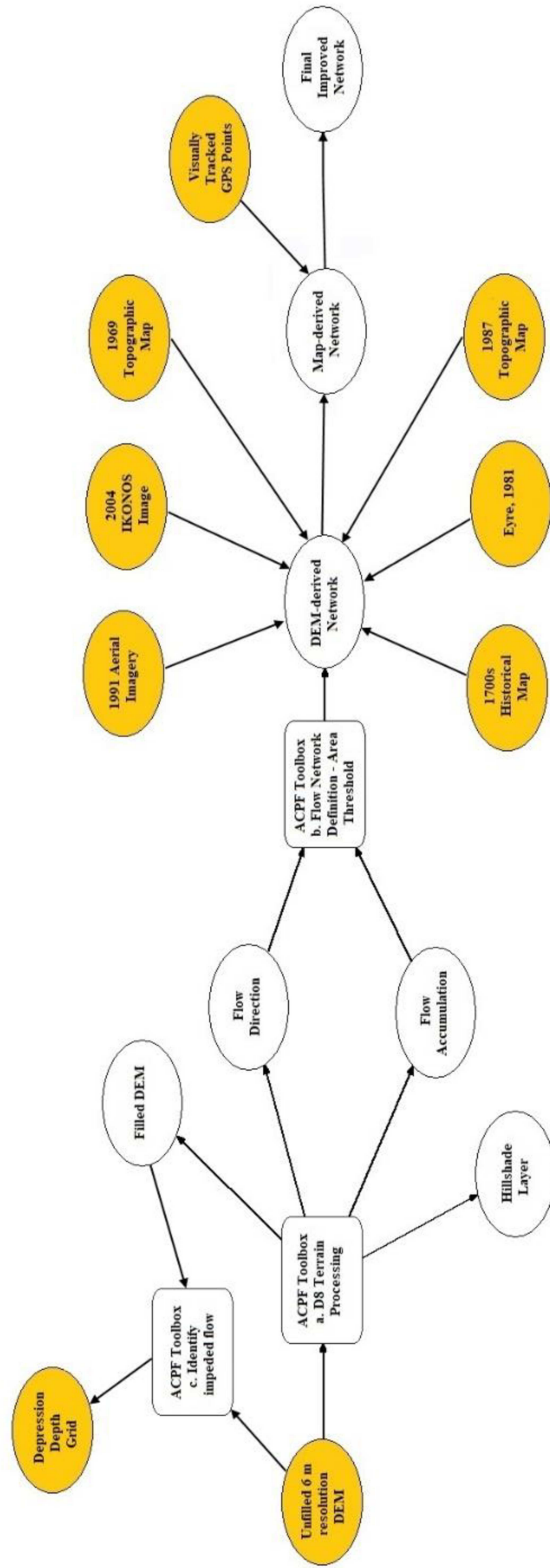 Depression
Depth
Grid
Unfilled 6 m
resolution
DEM
ACPF Toolbox
c. Identify
impeded flow
Filled DEM
ACPF Toolbox
a. D8 Terrain
Processing
Hillshade
Layer
Flow
Direction
Flow
Accumulation
ACPF Toolbox
b. Flow Network
Definition - Area
Threshold
1991 Aerial
Imagery
2004
IKONOS
Image
1969
Topographic
Map
DEM-derived
Network
1700s
Historical
Map
Eyre, 1981
1987
Topographic
Map
Visually
Tracked
GPS Points
Map-derived
Network
Final
Improved
Network